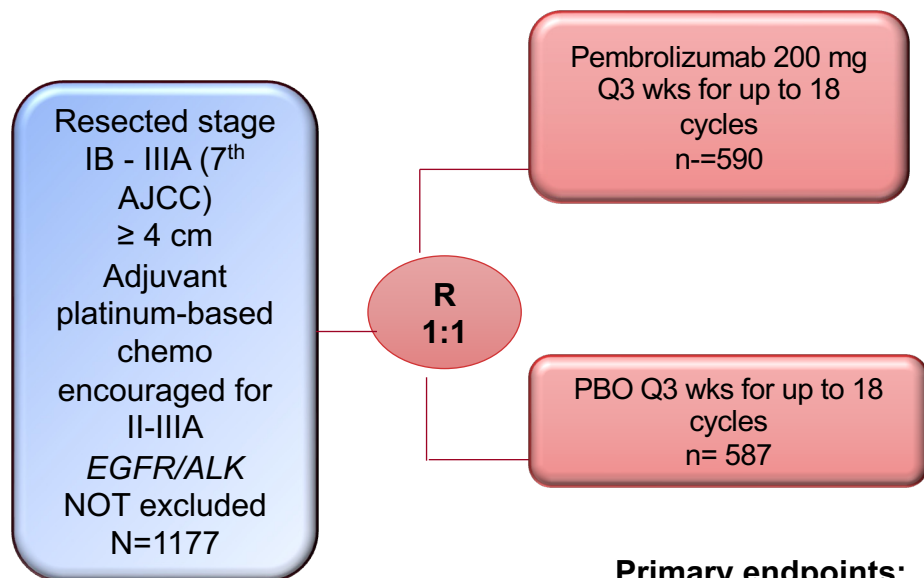 Resected stage
IB - IIIA (7th
AJCC)
≥ 4 cm
Adjuvant
platinum-based
chemo
encouraged for
II-IIIA
EGFR/ALK
NOT excluded
N=1177
R
1:1
Pembrolizumab 200 mg
Q3 wks for up to 18
cycles
n-=590
PBO Q3 wks for up to 18
cycles
n= 587
Primary endpoints: